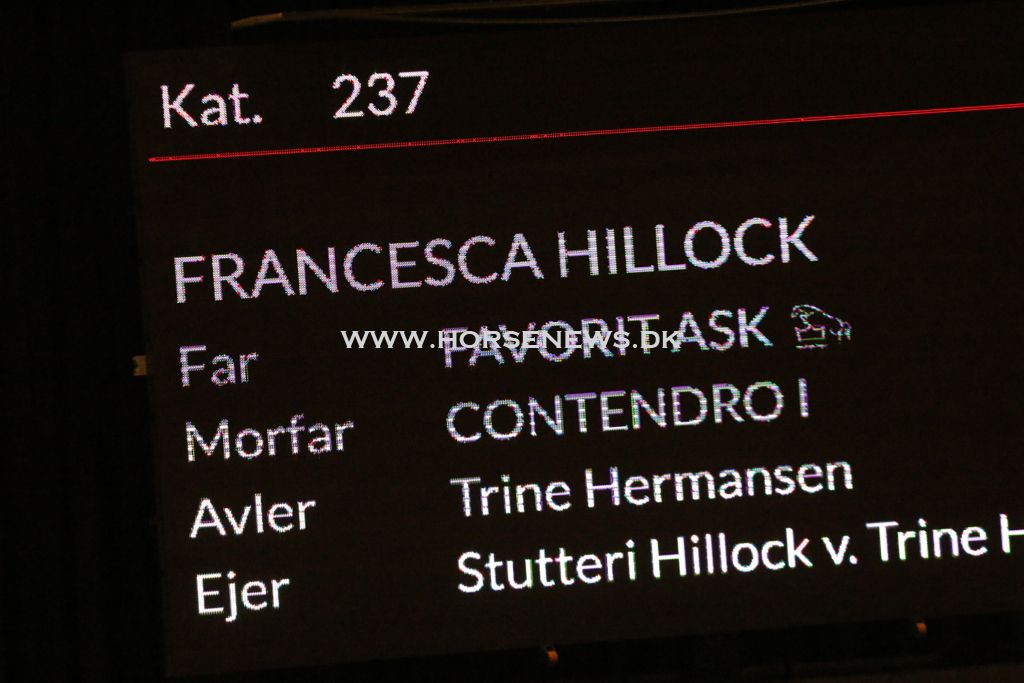 Kat. 237
FRANCESCA HILLOCK
Far FAVORIT ASK
WWW.HORSENEWS.DK
Morfar CONTENDRO I
Avler Trine Hermansen
Ejer Stutteri Hillock v. Trine H